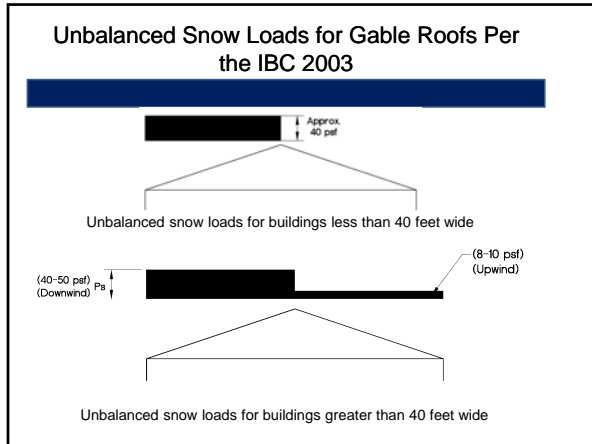 Unbalanced Snow Loads for Gable Roofs Per
the IBC 2003
Approx.
40 psf
Unbalanced snow loads for buildings less than 40 feet wide
(8-10 psf)
(Upwind)
(40-50 psf)
(Downwind)
Ps
Unbalanced snow loads for buildings greater than 40 feet wide